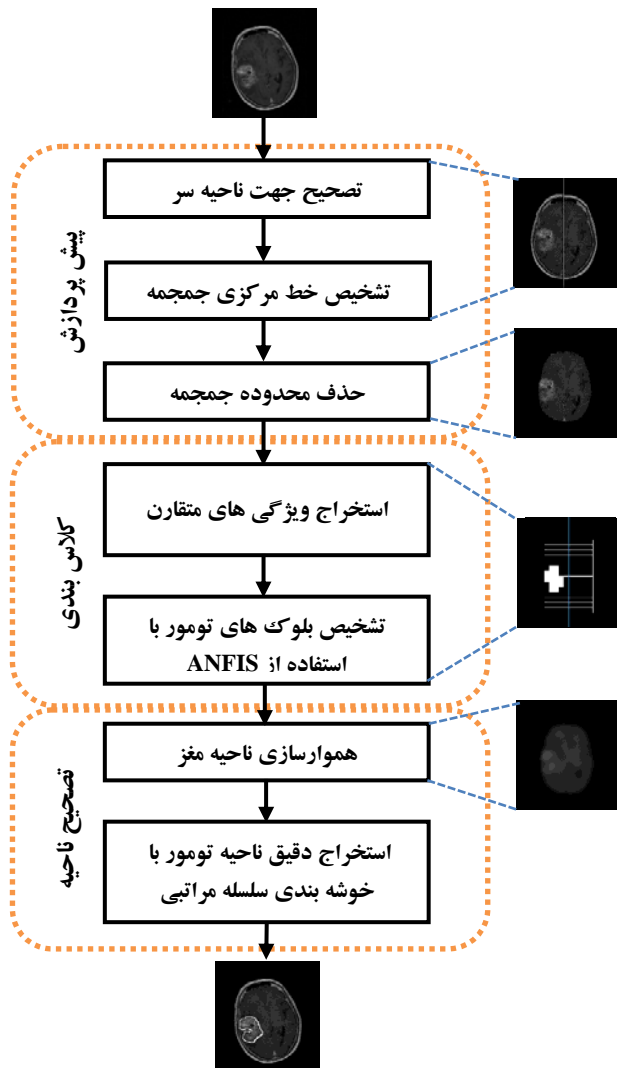 تصحیح جهت ناحیه سر
تشخیص خط مرکزی جمجمه
حذف محدوده جمجمه
پیش پردازش
استخراج ویژگی های متقارن
تشخیص بلوک های تومور با
استفاده از ANFIS
کلاس بندی
هموارسازی ناحیه مغز
استخراج دقیق ناحیه تومور با
خوشه بندی سلسله مراتبی
تصحیح ناحیه